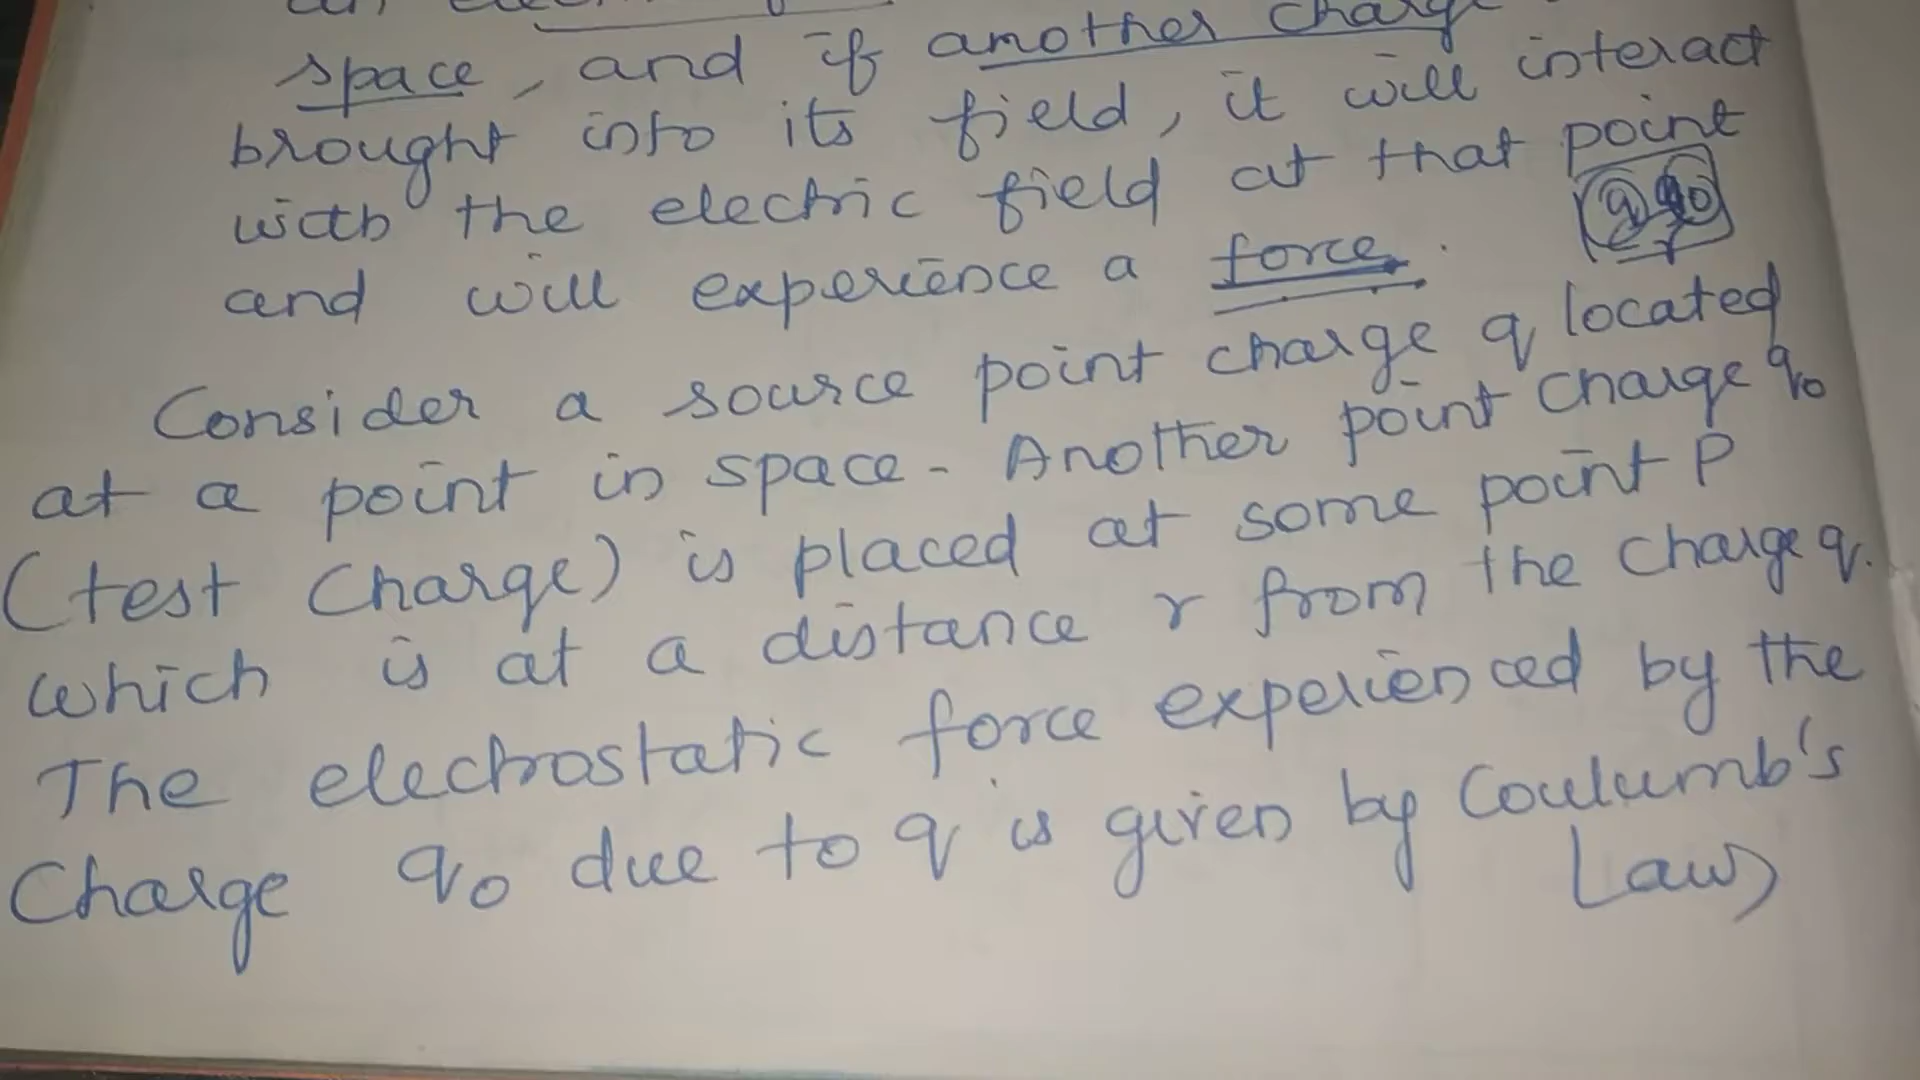 space, and if another charge
brought into its field, it will interact
with the electric field at that point
and will experience a force.
Consider a source point charge q located
at a point in space. Another point charge q₀
(test charge) is placed at some point P
which is at a distance r from the charge q.
The electrostatic force experienced by the
Charge q₀ due to q is given by Coulumb's
Law